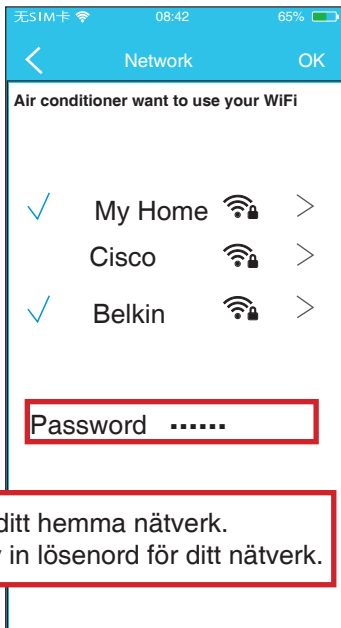 无SIM卡 08:42 65%
Network OK
Air conditioner want to use your WiFi
My Home
Cisco
Belkin
Password ······
ditt hemma nätverk.
in lösenord för ditt nätverk.